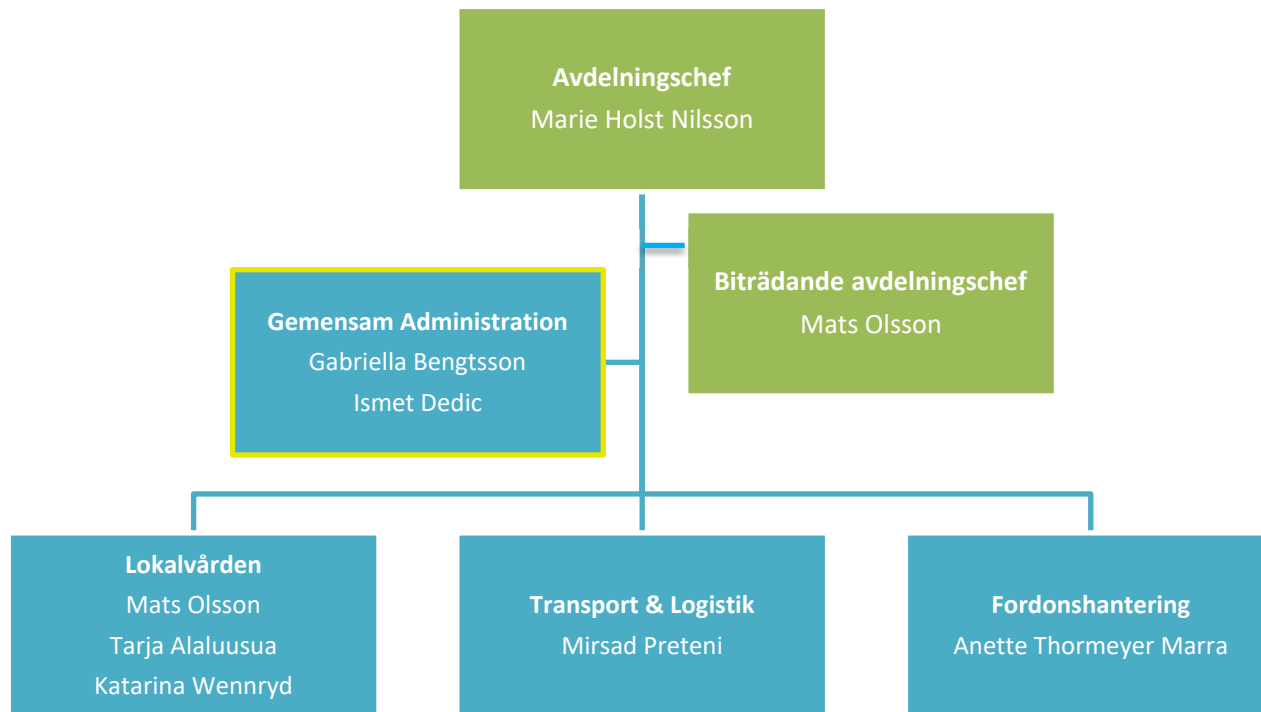 Avdelningschef
Marie Holst Nilsson
Biträdande avdelningschef
Mats Olsson
Gemensam Administration
Gabriella Bengtsson
Ismet Dedic
Lokalvården
Mats Olsson
Tarja Alaluusua
Katarina Wennryd
Transport & Logistik
Mirsad Preteni
Fordonshantering
Anette Thormeyer Marra